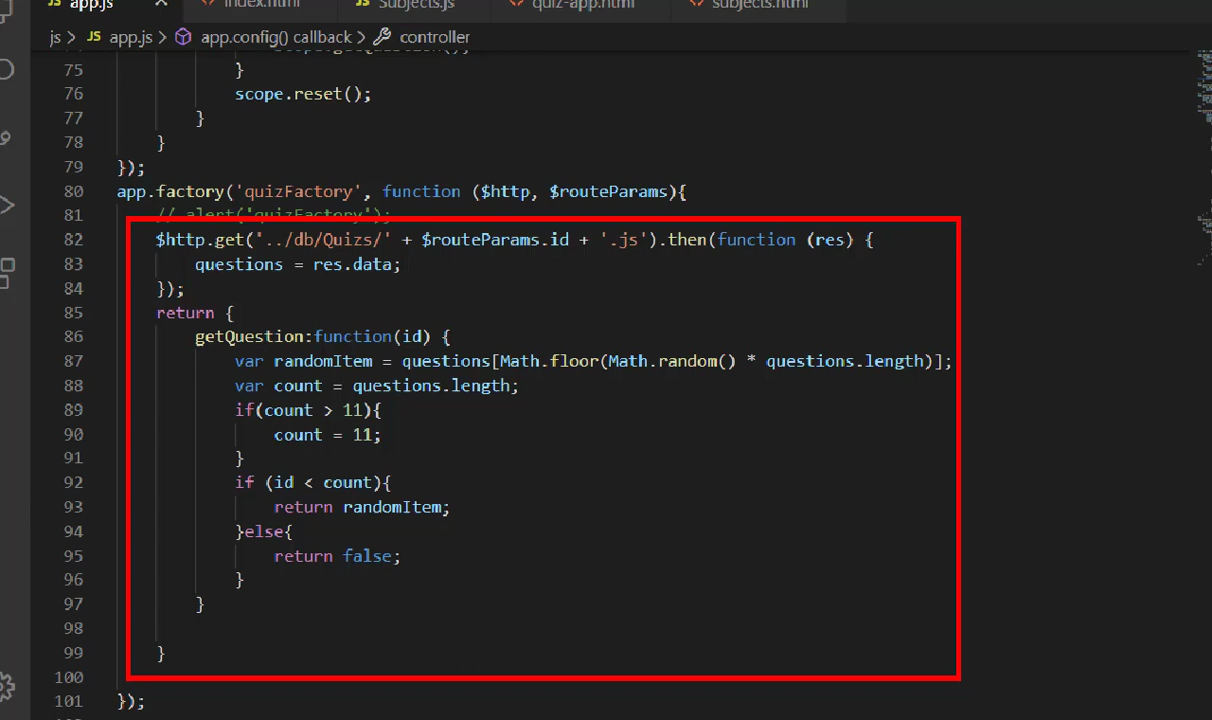 JS app.js × <> index.html JS Subjects.js <> quiz-app.html <> subjects.html
js > JS app.js > app.config() callback > controller
75 }
76 scope.reset();
77 }
78 }
79 });
80 app.factory('quizFactory', function ($http, $routeParams){
81 // alert('quizFactory');
82 $http.get('../db/Quizs/' + $routeParams.id + '.js').then(function (res) {
83 questions = res.data;
84 });
85 return {
86 getQuestion:function(id) {
87 var randomItem = questions[Math.floor(Math.random() * questions.length)];
88 var count = questions.length;
89 if(count > 11){
90 count = 11;
91 }
92 if (id < count){
93 return randomItem;
94 }else{
95 return false;
96 }
97 }
98
99 }
100
101 });